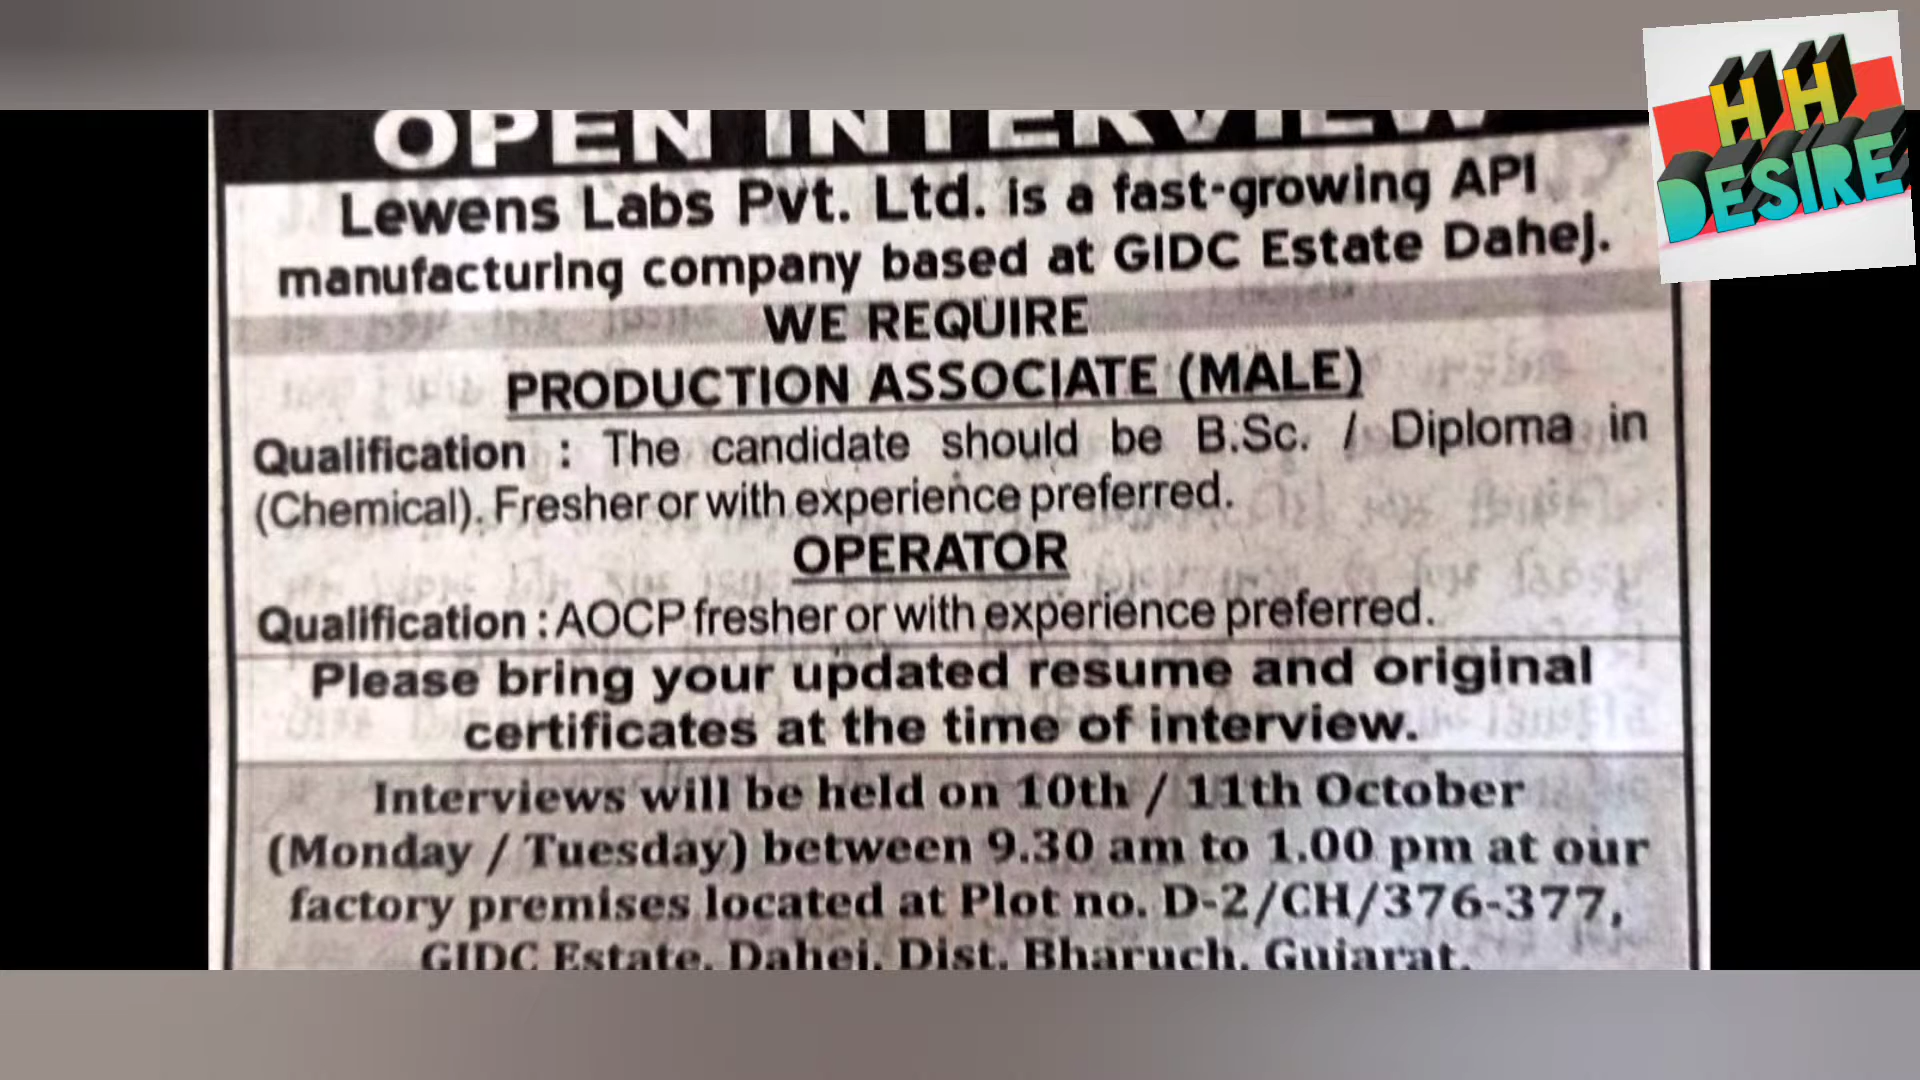 OPEN INTERVIEW
Lewens Labs Pvt. Ltd. is a fast-growing API
manufacturing company based at GIDC Estate Dahej.
WE REQUIRE
PRODUCTION ASSOCIATE (MALE)
Qualification : The candidate should be B.Sc. / Diploma in
(Chemical). Fresher or with experience preferred.
OPERATOR
Qualification : AOCP fresher or with experience preferred.
Please bring your updated resume and original
certificates at the time of interview.
Interviews will be held on 10th / 11th October
(Monday / Tuesday) between 9.30 am to 1.00 pm at our
factory premises located at Plot no. D-2/CH/376-377,
GIDC Estate, Dahej, Dist. Bharuch, Gujarat.
HH
DESIRE